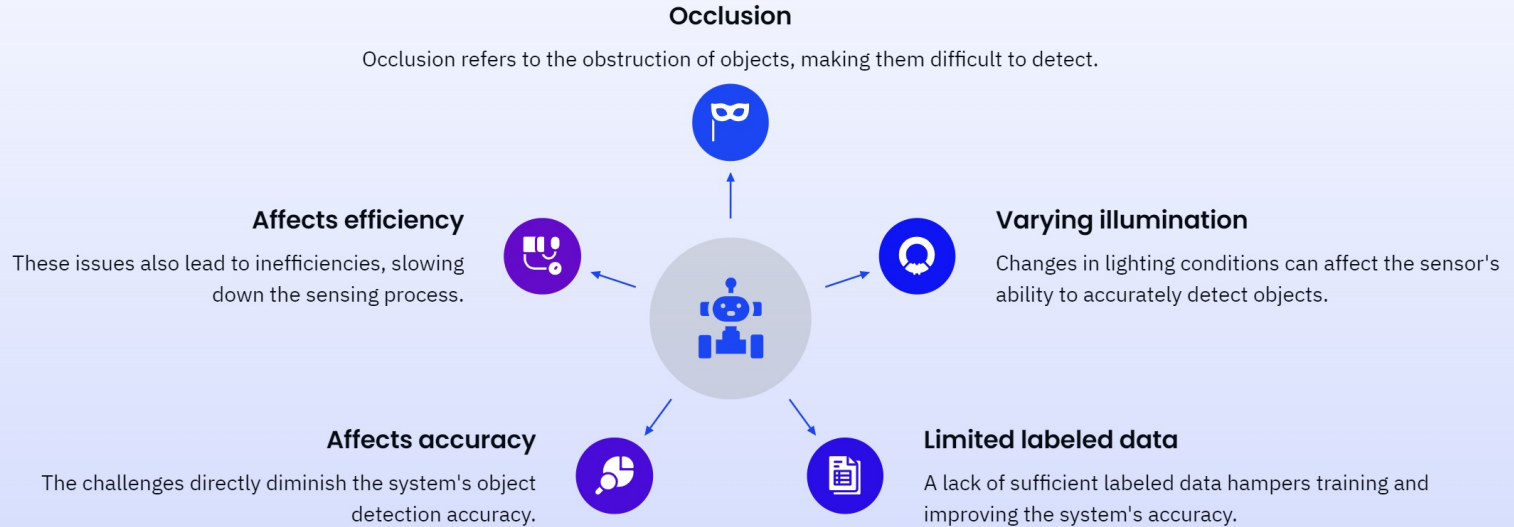 Occlusion
Occlusion refers to the obstruction of objects, making them difficult to detect.
Affects efficiency
These issues also lead to inefficiencies, slowing
down the sensing process.
Varying illumination
Changes in lighting conditions can affect the sensor's
ability to accurately detect objects.
Affects accuracy
The challenges directly diminish the system's object
detection accuracy.
Limited labeled data
A lack of sufficient labeled data hampers training and
improving the system's accuracy.